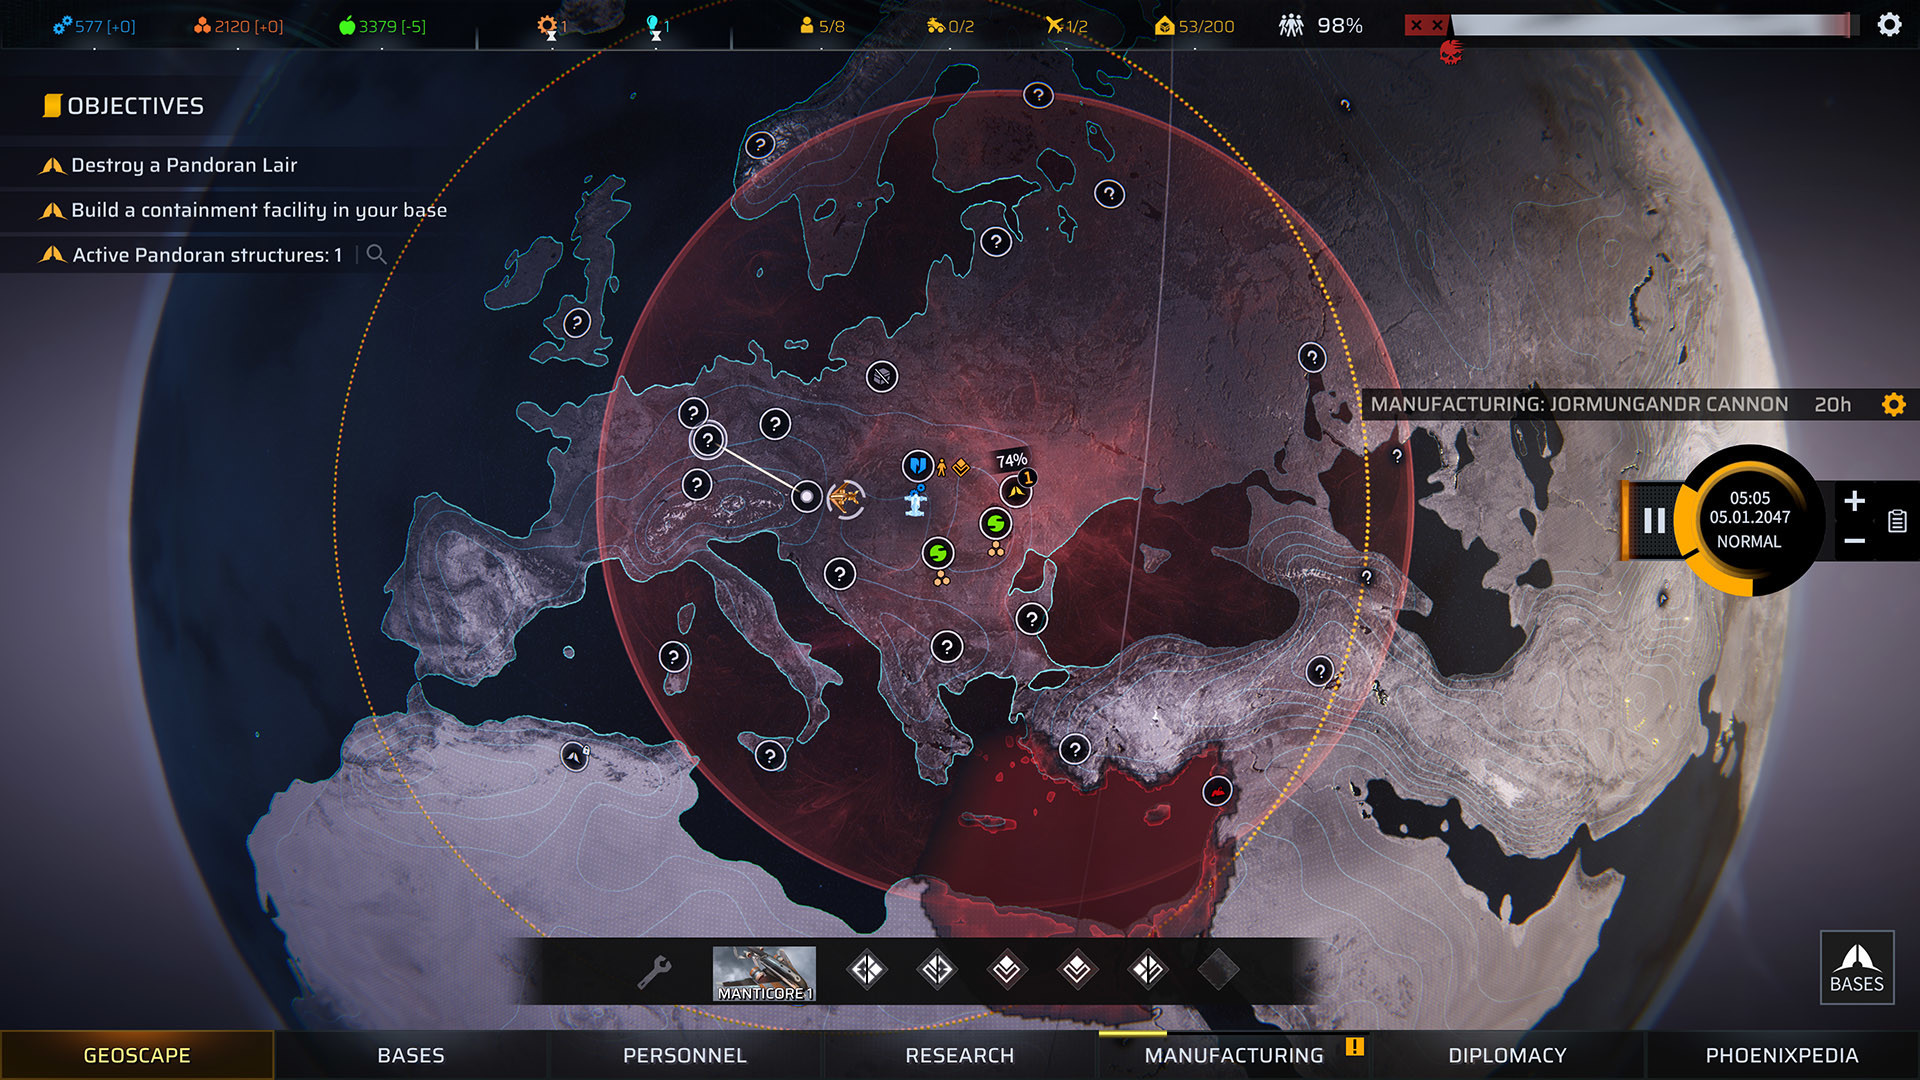 577 [+0]
2120 [+0]
3379 [-5]
1
1
5/8
0/2
1/2
53/200
98%
OBJECTIVES
Destroy a Pandoran Lair
Build a containment facility in your base
Active Pandoran structures: 1
MANUFACTURING: JORMUNGANDR CANNON 20h
74%
1
05:05
05.01.2047
NORMAL
MANTICORE 1
BASES
GEOSCAPE
BASES
PERSONNEL
RESEARCH
MANUFACTURING
DIPLOMACY
PHOENIXPEDIA